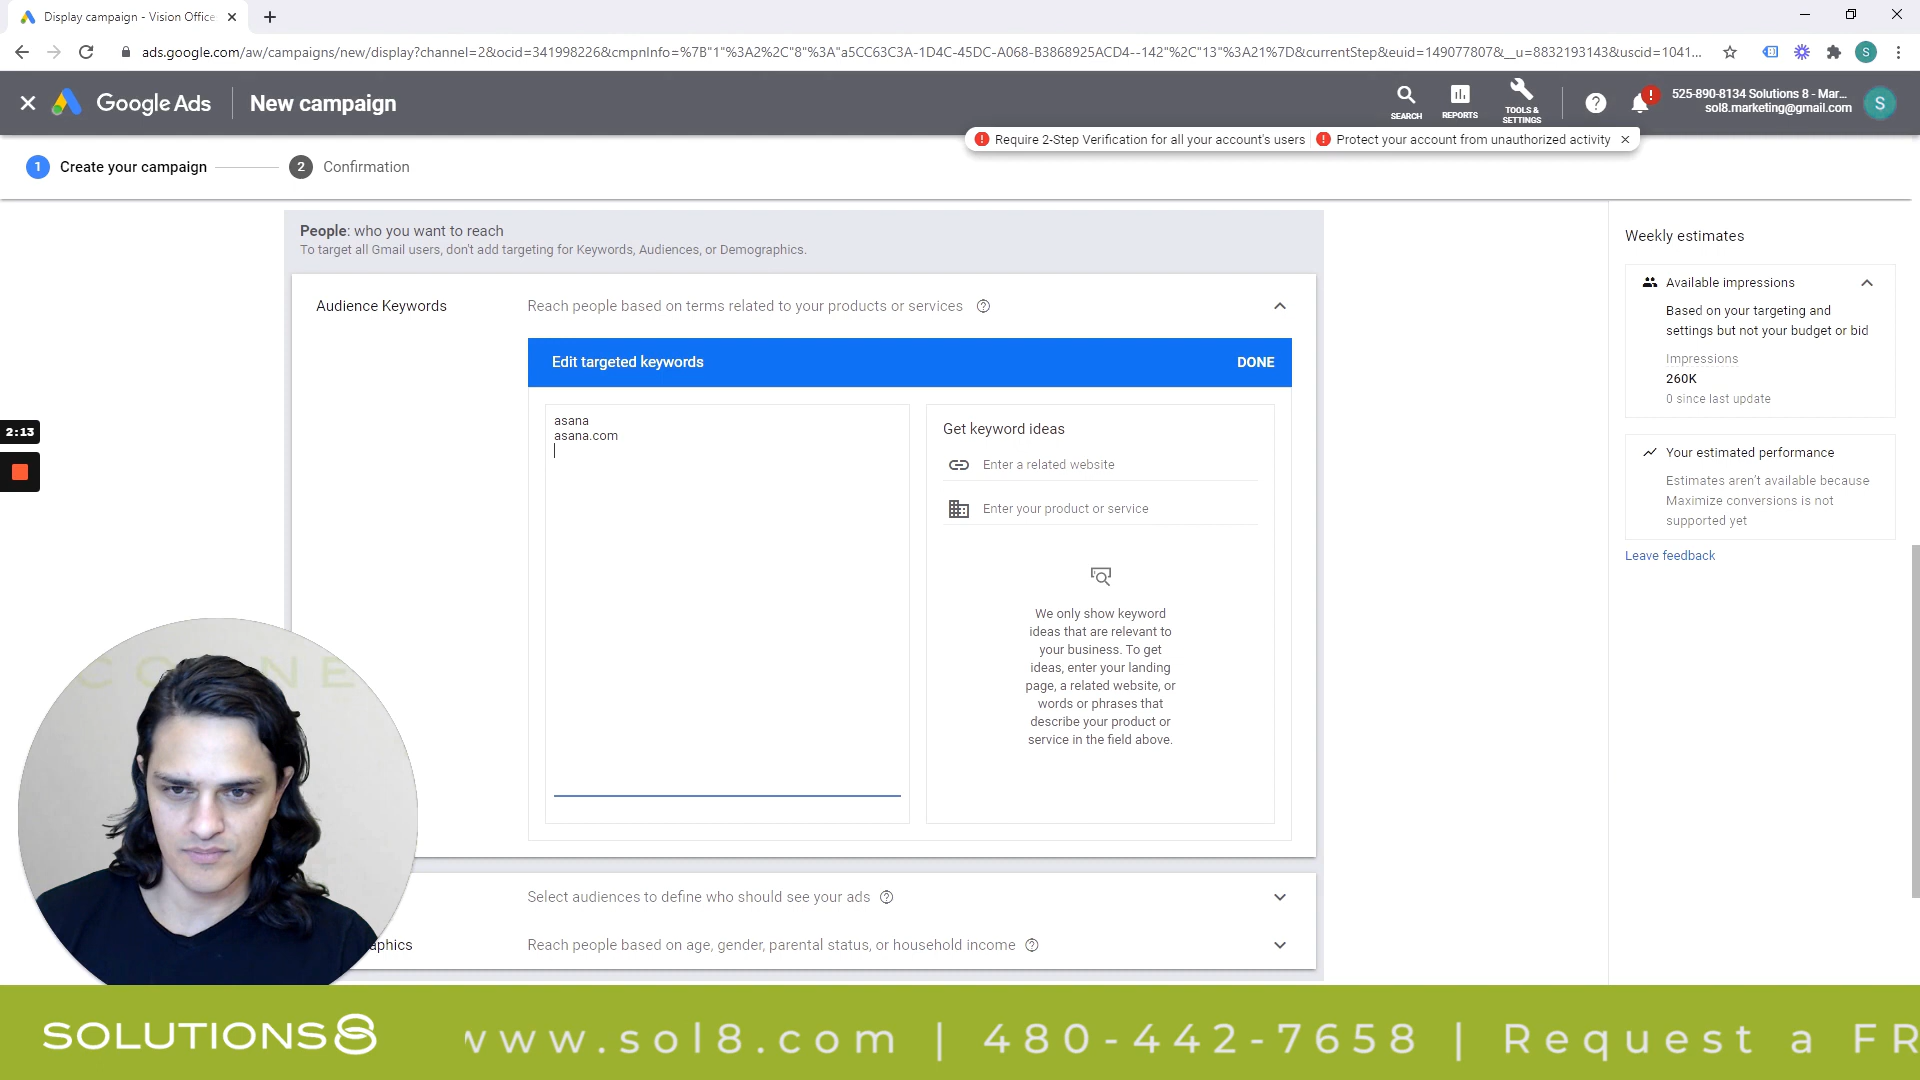 Display campaign - Vision Office
ads.google.com/aw/campaigns/new/display?channel=2&ocid=341998226&cmpnInfo=%7B"1"%3A2%2C"8"%3A"a5CC63C3A-1D4C-45DC-A068-B3868925ACD4--142"%2C"13"%3A21%7D&currentStep&euid=149077807&__u=8832193143&uscid=1041...
S
Google Ads
New campaign
SEARCH
REPORTS
TOOLS & SETTINGS
525-890-8134 Solutions 8 - Mar...
sol8.marketing@gmail.com
S
Require 2-Step Verification for all your account's users
Protect your account from unauthorized activity
1 Create your campaign
2 Confirmation
People: who you want to reach
To target all Gmail users, don't add targeting for Keywords, Audiences, or Demographics.
Audience Keywords
Reach people based on terms related to your products or services
Edit targeted keywords
DONE
asana
asana.com
Get keyword ideas
Enter a related website
Enter your product or service
We only show keyword
ideas that are relevant to
your business. To get
ideas, enter your landing
page, a related website, or
words or phrases that
describe your product or
service in the field above.
Select audiences to define who should see your ads
aphics
Reach people based on age, gender, parental status, or household income
Weekly estimates
Available impressions
Based on your targeting and
settings but not your budget or bid
Impressions
260K
0 since last update
Your estimated performance
Estimates aren't available because
Maximize conversions is not
supported yet
Leave feedback
2:13
SOLUTIONS8
www.sol8.com | 480-442-7658 | Request a FR